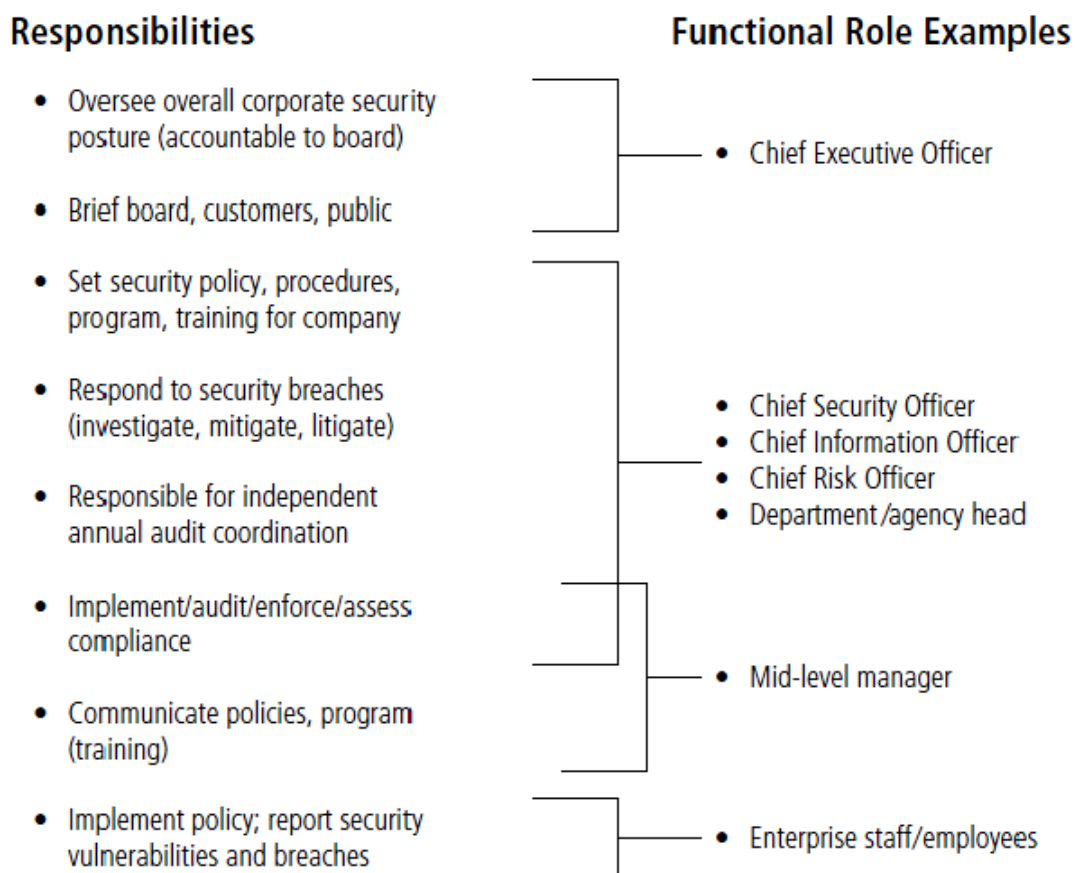 Responsibilities
Functional Role Examples
• Oversee overall corporate security
posture (accountable to board)
• Brief board, customers, public
• Chief Executive Officer
• Set security policy, procedures,
program, training for company
• Respond to security breaches
(investigate, mitigate, litigate)
• Responsible for independent
annual audit coordination
• Chief Security Officer
• Chief Information Officer
• Chief Risk Officer
• Department/agency head
• Implement/audit/enforce/assess
compliance
• Communicate policies, program
(training)
• Mid-level manager
• Implement policy; report security
vulnerabilities and breaches
• Enterprise staff/employees